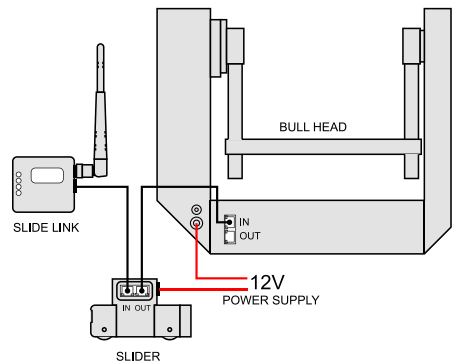 BULL HEAD
IN
OUT
SLIDE LINK
12V
POWER SUPPLY
IN OUT
SLIDER